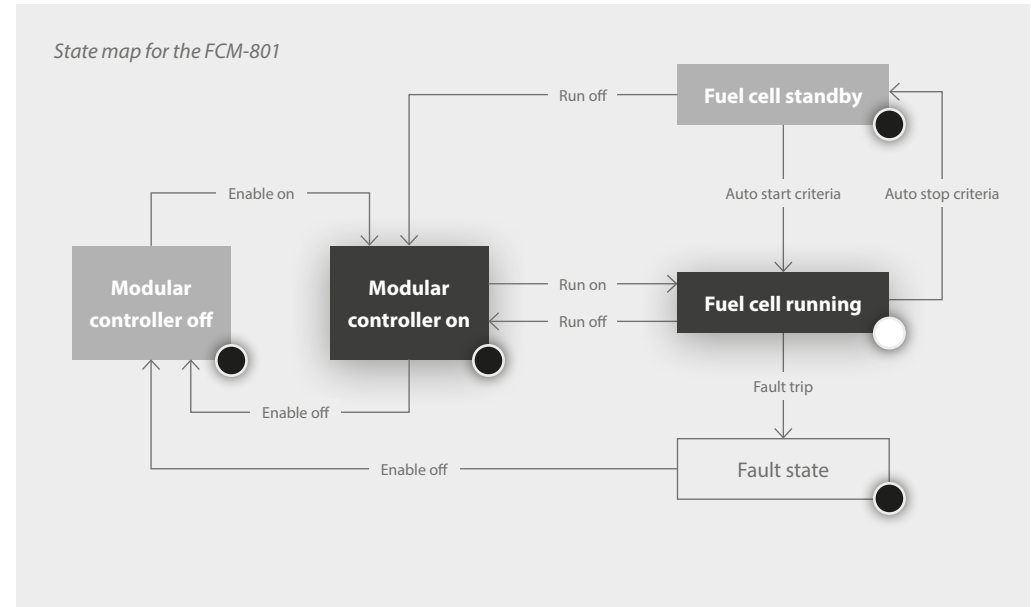 State map for the FCM-801
Run off
Fuel cell standby
Enable on
Auto start criteria
Auto stop criteria
Modular
controller off
Modular
controller on
Run on
Fuel cell running
Run off
Fault trip
Enable off
Enable off
Fault state